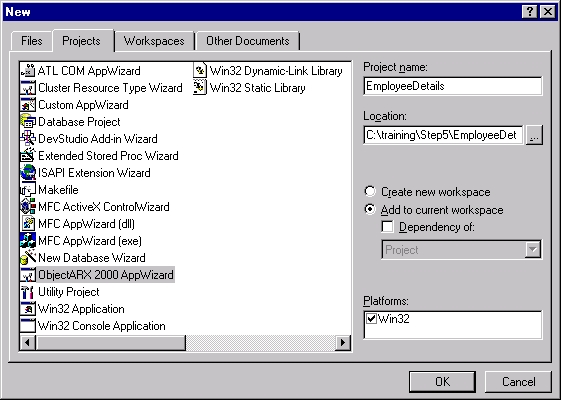 New
Files
Projects
Workspaces
Other Documents
ATL COM AppWizard
Cluster Resource Type Wizard
Custom AppWizard
Database Project
DevStudio Add-in Wizard
Extended Stored Proc Wizard
ISAPI Extension Wizard
Makefile
MFC ActiveX ControlWizard
MFC AppWizard (dll)
MFC AppWizard (exe)
New Database Wizard
ObjectARX 2000 AppWizard
Utility Project
Win32 Application
Win32 Console Application
Win32 Dynamic-Link Library
Win32 Static Library
Project name:
EmployeeDetails
Location:
C:\training\Step5\EmployeeDet
...
Create new workspace
Add to current workspace
Dependency of:
Project
Platforms:
Win32
OK
Cancel